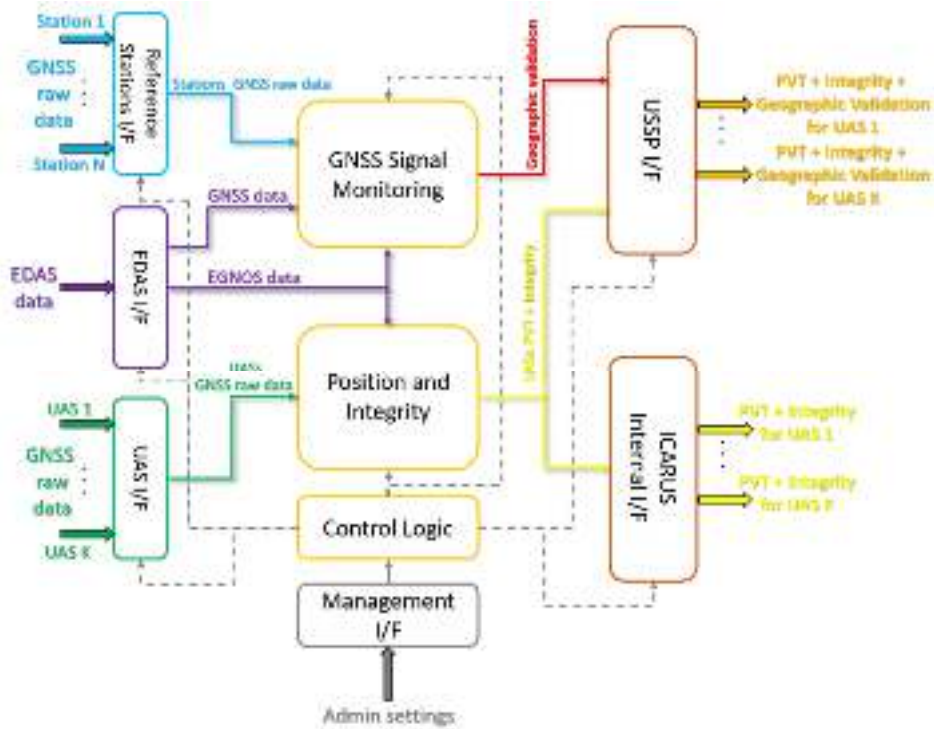 Station 1
GNSS
raw
data
Station N
Reference
Stations I/F
Stations GNSS raw data
GNSS Signal
Monitoring
Geographic validation
USSP I/F
PVT + Integrity +
Geographic Validation
for UAS 1
PVT + Integrity +
Geographic Validation
for UAS K
EDAS
data
EDAS I/F
GNSS data
EGNOS data
UASs PVT + Integrity
UASs
GNSS raw data
Position and
Integrity
UAS 1
GNSS
raw
data
UAS K
UAS I/F
ICARUS
Internal I/F
PVT + Integrity
for UAS 1
PVT + Integrity
for UAS P
Control Logic
Management
I/F
Admin settings